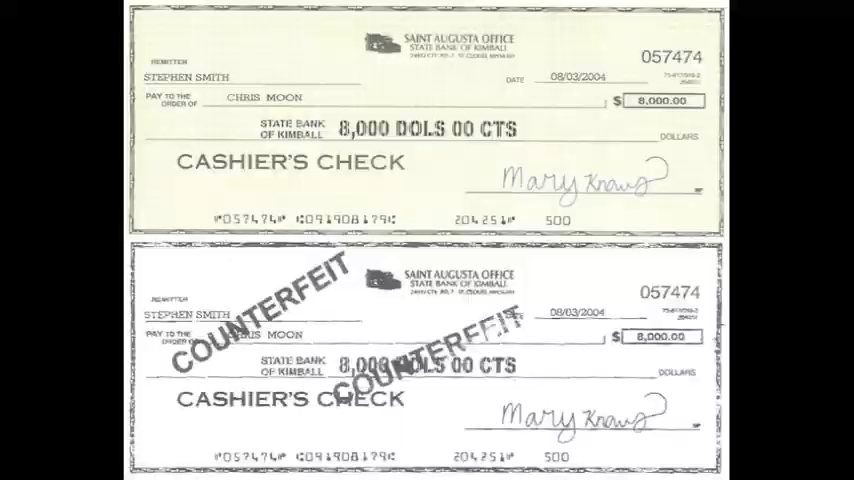 SAINT AUGUSTA OFFICE
STATE BANK OF KIMBALL
057474
REMITTER
STEPHEN SMITH
DATE 08/03/2004
PAY TO THE
ORDER OF CHRIS MOON $ 8,000.00
STATE BANK
OF KIMBALL 8,000 DOLS 00 CTS
DOLLARS
CASHIER'S CHECK
Mary Kraus
⑈057474⑈ ⑆091908179⑆ 204251⑈ 500
COUNTERFEIT
SAINT AUGUSTA OFFICE
STATE BANK OF KIMBALL
057474
REMITTER
STEPHEN SMITH
08/03/2004
PAY TO THE
ORDER OF CHRIS MOON $ 8,000.00
STATE BANK
OF KIMBALL 8,000 DOLS 00 CTS
DOLLARS
COUNTERFEIT
CASHIER'S CHECK
Mary Kraus
⑈057474⑈ ⑆091908179⑆ 204251⑈ 500